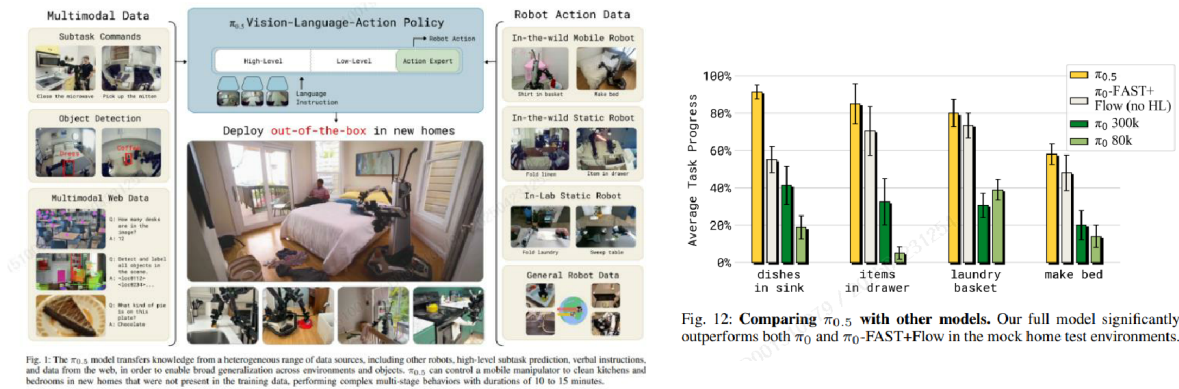 Multimodal Data
Subtask Commands
Close the microwave
Pick up the mitten
Object Detection
Dress
Coffee
Multimodal Web Data
Q: How many desks are in the image?
A: 12
Q: Detect and label all objects in the scene.
A: <loc0112> <loc0234>...
Q: What kind of pie is on this plate?
A: Chocolate
π0.5 Vision-Language-Action Policy
Robot Action
High-Level
Low-Level
Action Expert
Language Instruction
Deploy out-of-the-box in new homes
Robot Action Data
In-the-wild Mobile Robot
Shirt in basket
Make bed
In-the-wild Static Robot
Fold linen
Item in drawer
In-Lab Static Robot
Fold laundry
Sweep table
General Robot Data
Fig. 1: The π0.5 model transfers knowledge from a heterogeneous range of data sources, including other robots, high-level subtask prediction, verbal instructions,
and data from the web, in order to enable broad generalization across environments and objects. π0.5 can control a mobile manipulator to clean kitchens and
bedrooms in new homes that were not present in the training data, performing complex multi-stage behaviors with durations of 10 to 15 minutes.
Average Task Progress
100%
80%
60%
40%
20%
0%
dishes in sink
items in drawer
laundry basket
make bed
π0.5
π0-FAST+
Flow (no HL)
π0 300k
π0 80k
Fig. 12: Comparing π0.5 with other models. Our full model significantly
outperforms both π0 and π0-FAST+Flow in the mock home test environments.